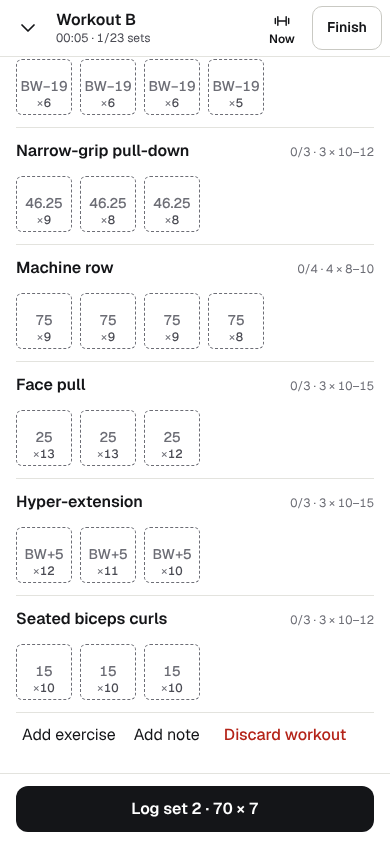 Workout B
00:05 · 1/23 sets
Now
Finish
BW–19 BW–19 BW–19 BW–19
×6 ×6 ×6 ×5
Narrow-grip pull-down 0/3 · 3 × 10–12
46.25 46.25 46.25
×9 ×8 ×8
Machine row 0/4 · 4 × 8–10
75 75 75 75
×9 ×9 ×9 ×8
Face pull 0/3 · 3 × 10–15
25 25 25
×13 ×13 ×12
Hyper-extension 0/3 · 3 × 10–15
BW+5 BW+5 BW+5
×12 ×11 ×10
Seated biceps curls 0/3 · 3 × 10–12
15 15 15
×10 ×10 ×10
Add exercise Add note Discard workout
Log set 2 · 70 × 7